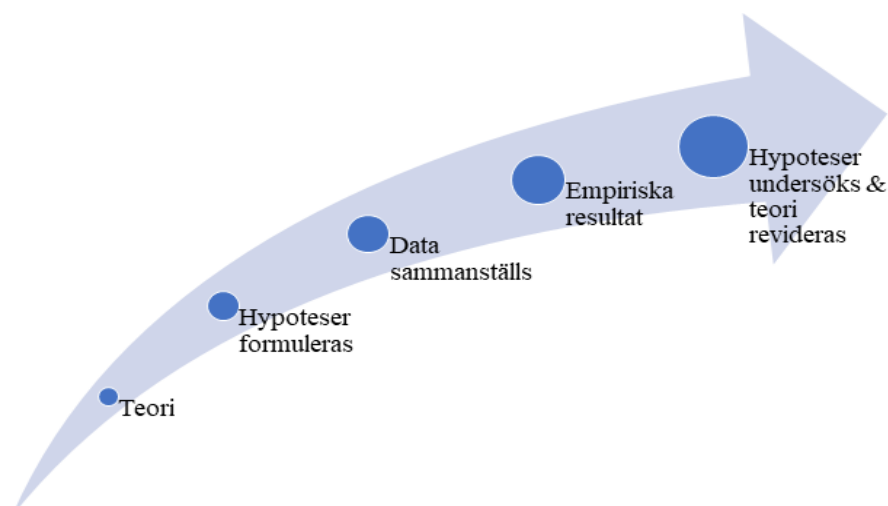 Teori
Hypoteser
formuleras
Data
sammanställs
Empiriska
resultat
Hypoteser
undersöks &
teori
revideras